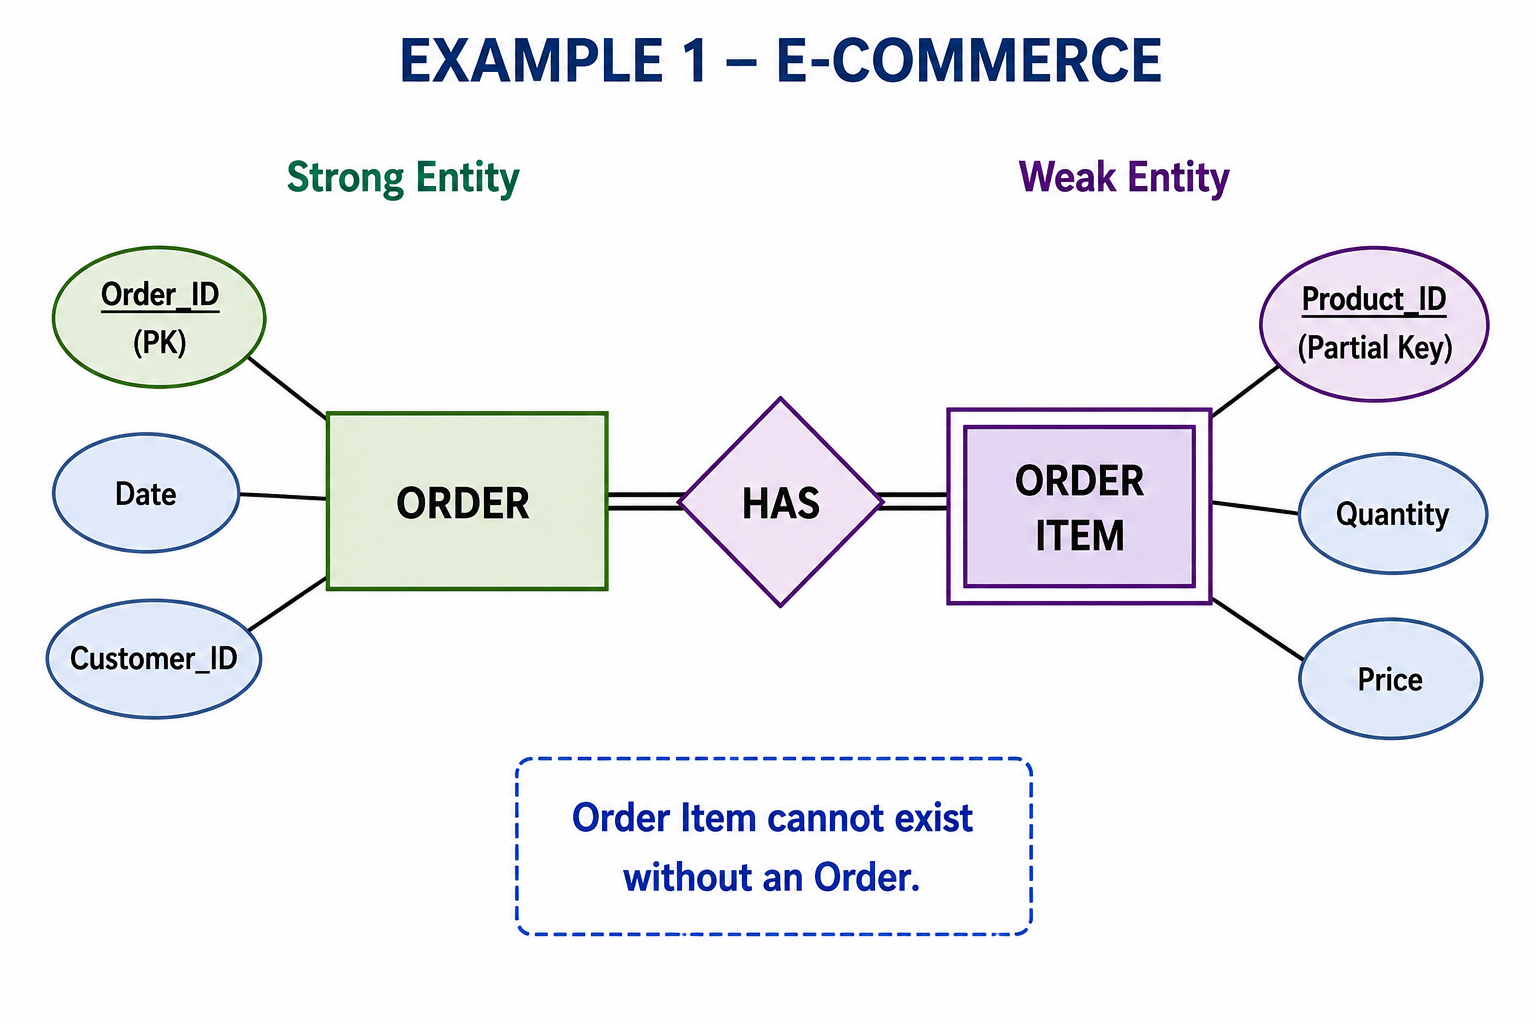 EXAMPLE 1 – E-COMMERCE
Strong Entity
Weak Entity
Order_ID
(PK)
Date
Customer_ID
ORDER
HAS
ORDER
ITEM
Product_ID
(Partial Key)
Quantity
Price
Order Item cannot exist
without an Order.